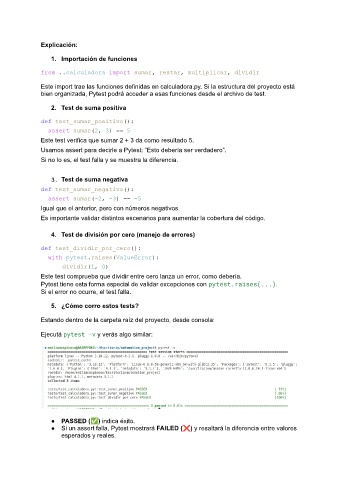 Explicación:
1. Importación de funciones
from ..calculadora import sumar, restar, multiplicar, dividir
Este import trae las funciones definidas en calculadora.py. Si la estructura del proyecto está
bien organizada, Pytest podrá acceder a esas funciones desde el archivo de test.
2. Test de suma positiva
def test_sumar_positivo():
assert sumar(2, 3) == 5
Este test verifica que sumar 2 + 3 da como resultado 5.
Usamos assert para decirle a Pytest: "Esto debería ser verdadero".
Si no lo es, el test falla y se muestra la diferencia.
3. Test de suma negativa
def test_sumar_negativo():
assert sumar(-2, -3) == -5
Igual que el anterior, pero con números negativos.
Es importante validar distintos escenarios para aumentar la cobertura del código.
4. Test de división por cero (manejo de errores)
def test_dividir_por_cero():
with pytest.raises(ValueError):
dividir(1, 0)
Este test comprueba que dividir entre cero lanza un error, como debería.
Pytest tiene esta forma especial de validar excepciones con pytest.raises(...).
Si el error no ocurre, el test falla.
5. ¿Cómo corro estos tests?
Estando dentro de la carpeta raíz del proyecto, desde consola:
Ejecutá pytest -v y verás algo similar:
collected 3 items
● PASSED (✅) indica éxito.
● Si un assert falla, Pytest mostrará FAILED (❌) y resaltará la diferencia entre valores
esperados y reales.